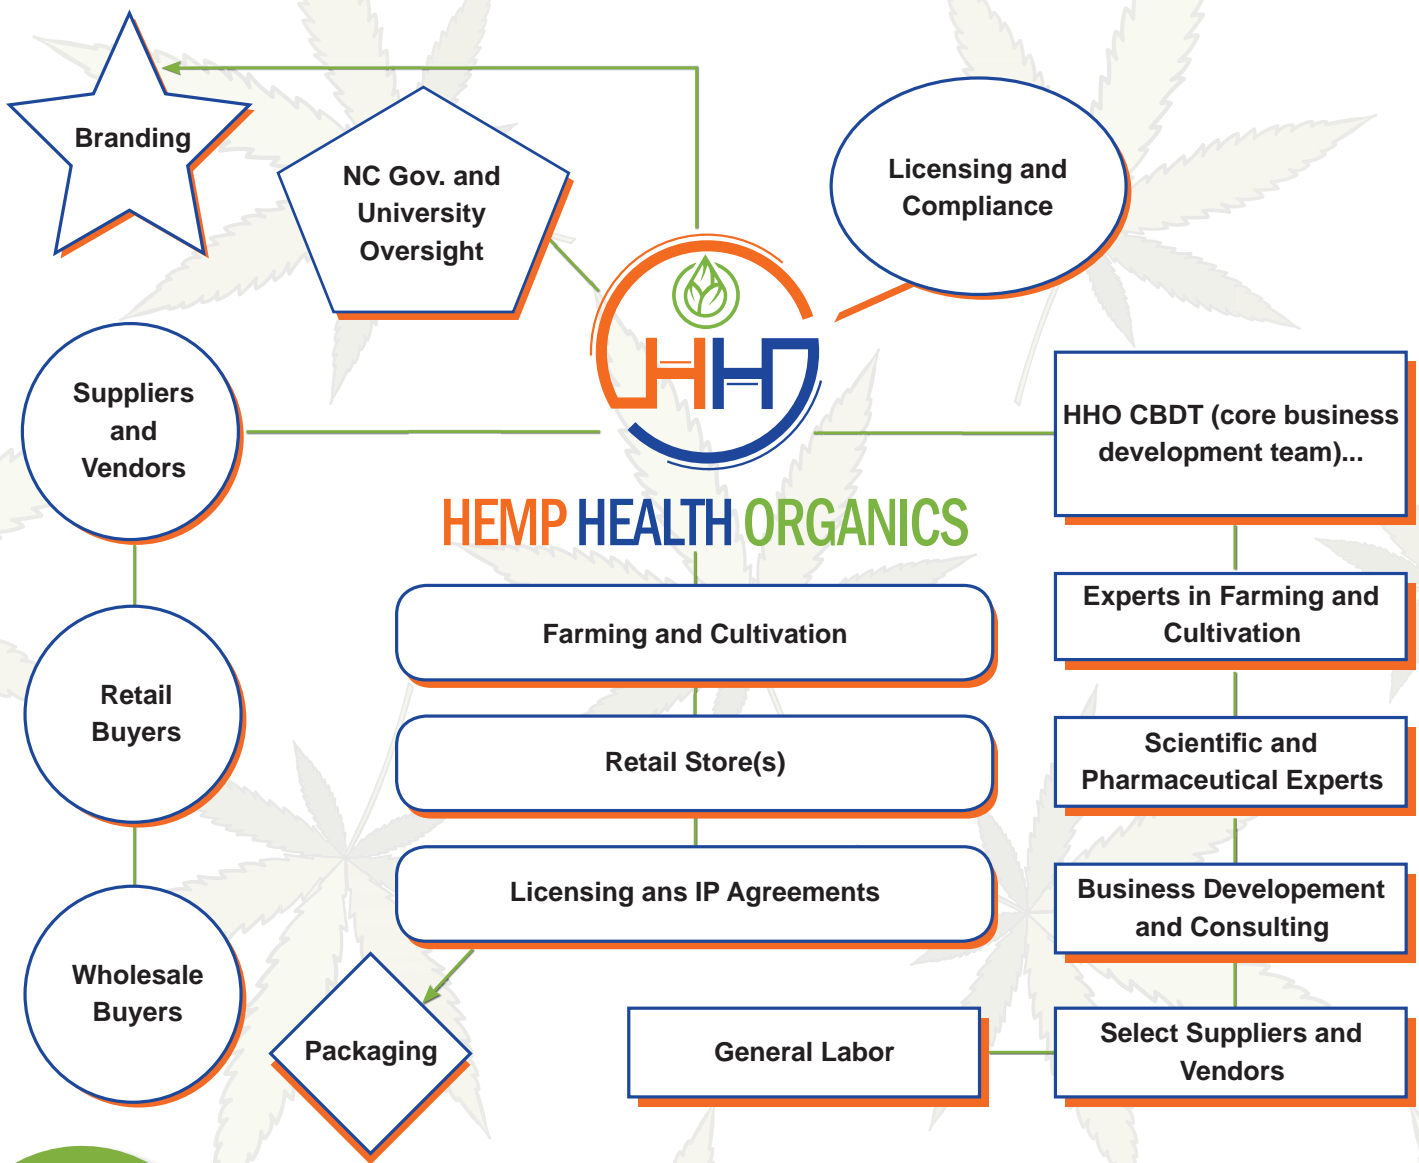 Branding
NC Gov. and
University
Oversight
Licensing and
Compliance
HH
HEMP HEALTH ORGANICS
Suppliers
and
Vendors
Retail
Buyers
Wholesale
Buyers
Farming and Cultivation
Retail Store(s)
Licensing ans IP Agreements
Packaging
HHO CBDT (core business
development team)...
Experts in Farming and
Cultivation
Scientific and
Pharmaceutical Experts
Business Developement
and Consulting
Select Suppliers and
Vendors
General Labor